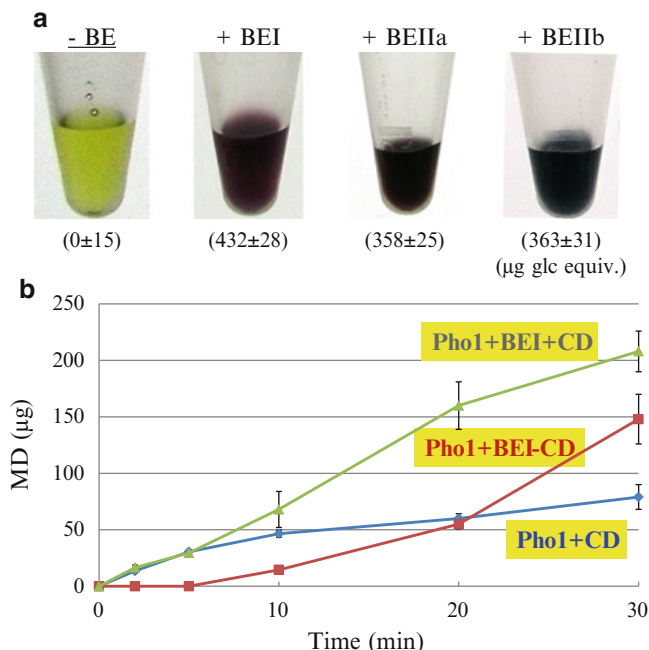 a
- BE + BEI + BEIIa + BEIIb
(0±15) (432±28) (358±25) (363±31)
(µg glc equiv.)
b
250
200
150
100
50
0
MD (µg)
Pho1+BEI+CD
Pho1+BEI-CD
Pho1+CD
0 10 20 30
Time (min)